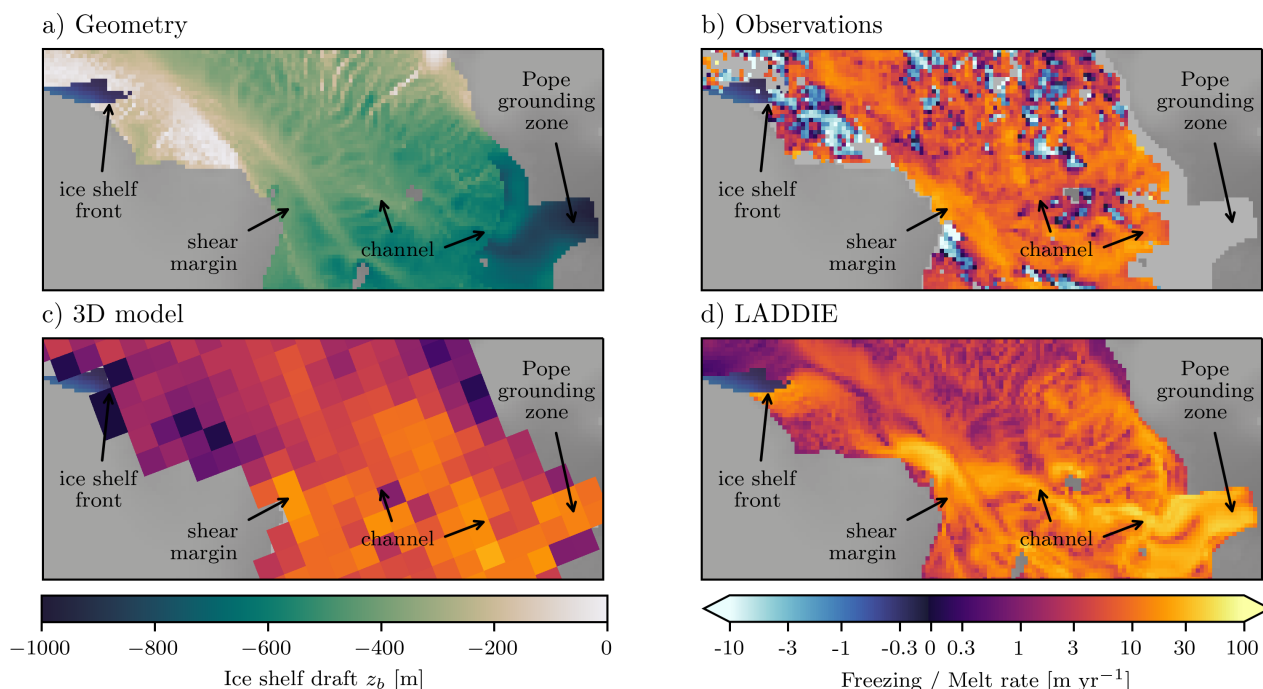 a) Geometry
Pope
grounding
zone
ice shelf
front
shear
margin
channel
b) Observations
Pope
grounding
zone
ice shelf
front
shear
margin
channel
c) 3D model
Pope
grounding
zone
ice shelf
front
shear
margin
channel
d) LADDIE
Pope
grounding
zone
ice shelf
front
shear
margin
channel
−1000 −800 −600 −400 −200 0
Ice shelf draft z_b [m]
-10 -3 -1 -0.3 0 0.3 1 3 10 30 100
Freezing / Melt rate [m yr⁻¹]